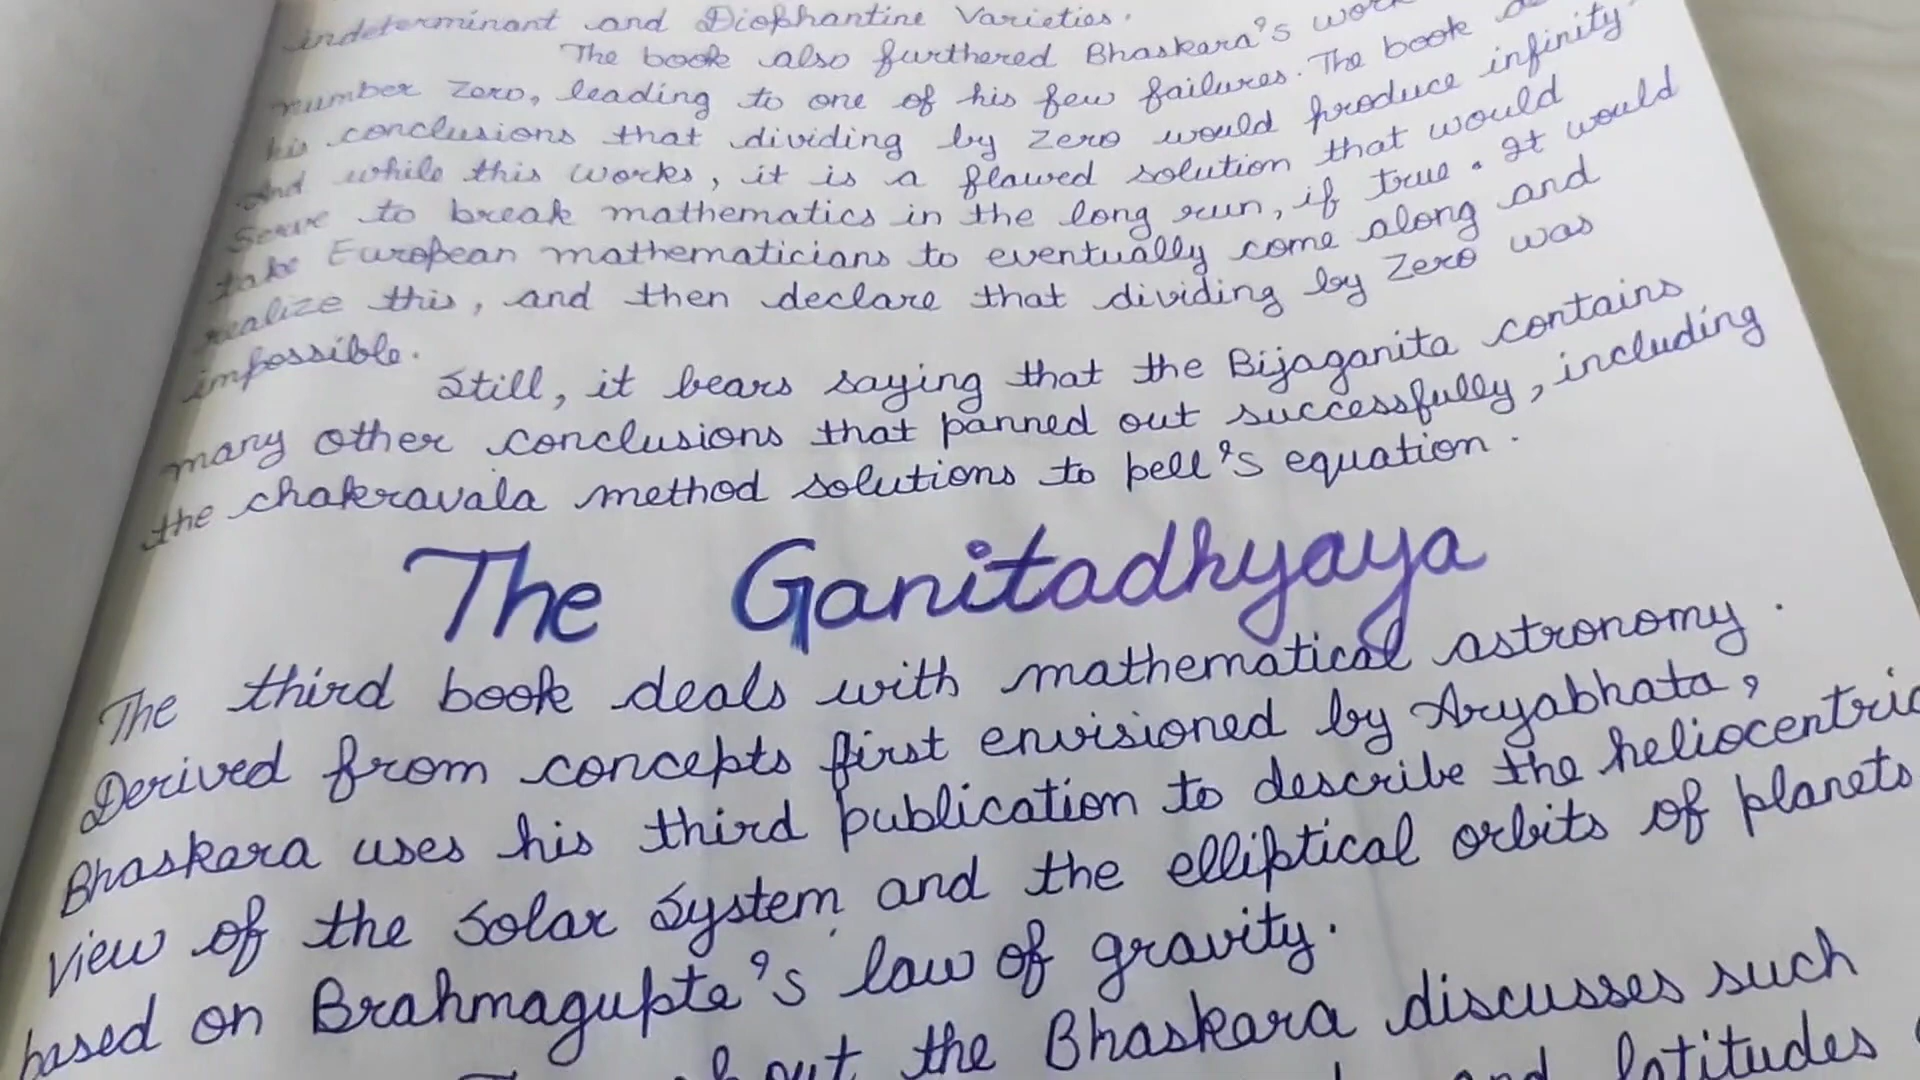 indeterminant and Diophantine Varieties.
The book also furthered Bhaskara's
number Zero, leading to one of his few failures. The book
his conclusions that dividing by Zero would produce infinity
And while this works, it is a flawed solution that would
Serve to break mathematics in the long run, if true. It would
take European mathematicians to eventually come along and
realize this, and then declare that dividing by Zero was
impossible.
Still, it bears saying that the Bijaganita contains
many other conclusions that panned out successfully, including
the chakravala method solutions to pell's equation.
The Ganitadhyaya
The third book deals with mathematical astronomy.
Derived from concepts first envisioned by Aryabhata,
Bhaskara uses his third publication to describe the heliocentric
view of the Solar System and the elliptical orbits of planets
based on Brahmagupta's law of gravity.
the Bhaskara discusses such
latitudes